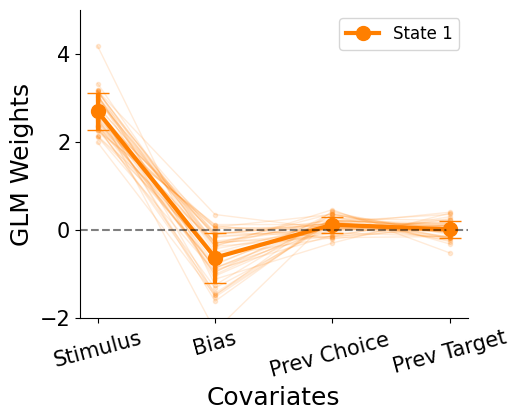 State 1
GLM Weights
4
2
0
−2
Stimulus
Bias
Prev Choice
Prev Target
Covariates